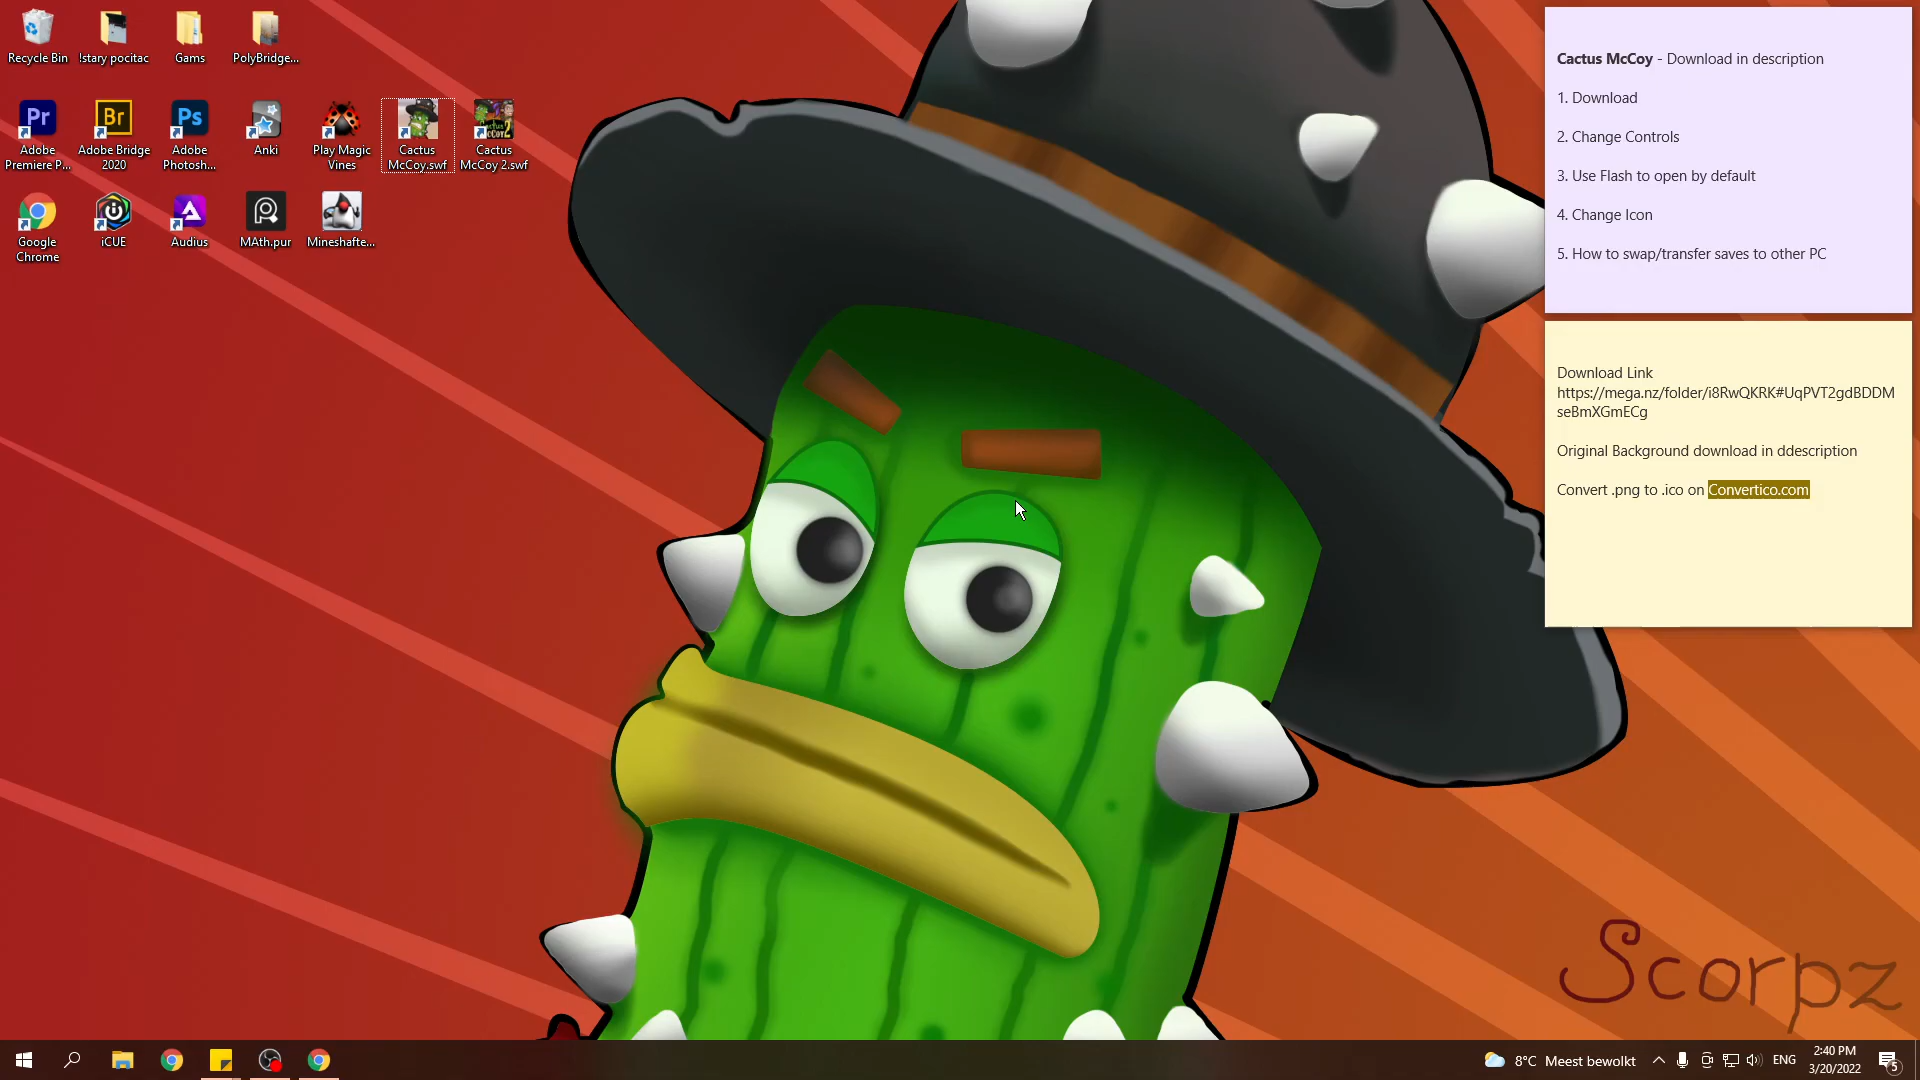 Recycle Bin
!stary pocitac
Gams
PolyBridge...
Adobe
Premiere P...
Adobe Bridge
2020
Adobe
Photosh...
Anki
Play Magic
Vines
Cactus
McCoy.swf
Cactus
McCoy 2.swf
Google
Chrome
iCUE
Audius
MAth.pur
Mineshafte...
Cactus McCoy - Download in description
1. Download
2. Change Controls
3. Use Flash to open by default
4. Change Icon
5. How to swap/transfer saves to other PC
Download Link
https://mega.nz/folder/i8RwQKRK#UqPVT2gdBDDM
seBmXGmECg
Original Background download in ddescription
Convert .png to .ico on Convertico.com
Scorpz
8°C Meest bewolkt
ENG
2:40 PM
3/20/2022
5